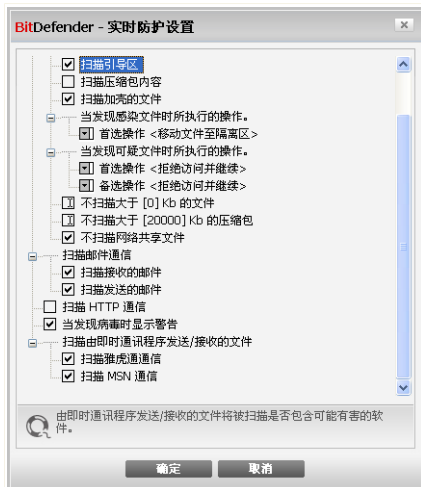 BitDefender - 实时防护设置
扫描引导区
扫描压缩包内容
扫描加壳的文件
当发现感染文件时所执行的操作。
首选操作 <移动文件至隔离区>
当发现可疑文件时所执行的操作。
首选操作 <拒绝访问并继续>
备选操作 <拒绝访问并继续>
不扫描大于 [0] Kb 的文件
不扫描大于 [20000] Kb 的压缩包
不扫描网络共享文件
扫描邮件通信
扫描接收的邮件
扫描发送的邮件
扫描 HTTP 通信
当发现病毒时显示警告
扫描由即时通讯程序发送/接收的文件
扫描雅虎通通信
扫描 MSN 通信
由即时通讯程序发送/接收的文件将被扫描是否包含可能有害的软
件。
确定 取消